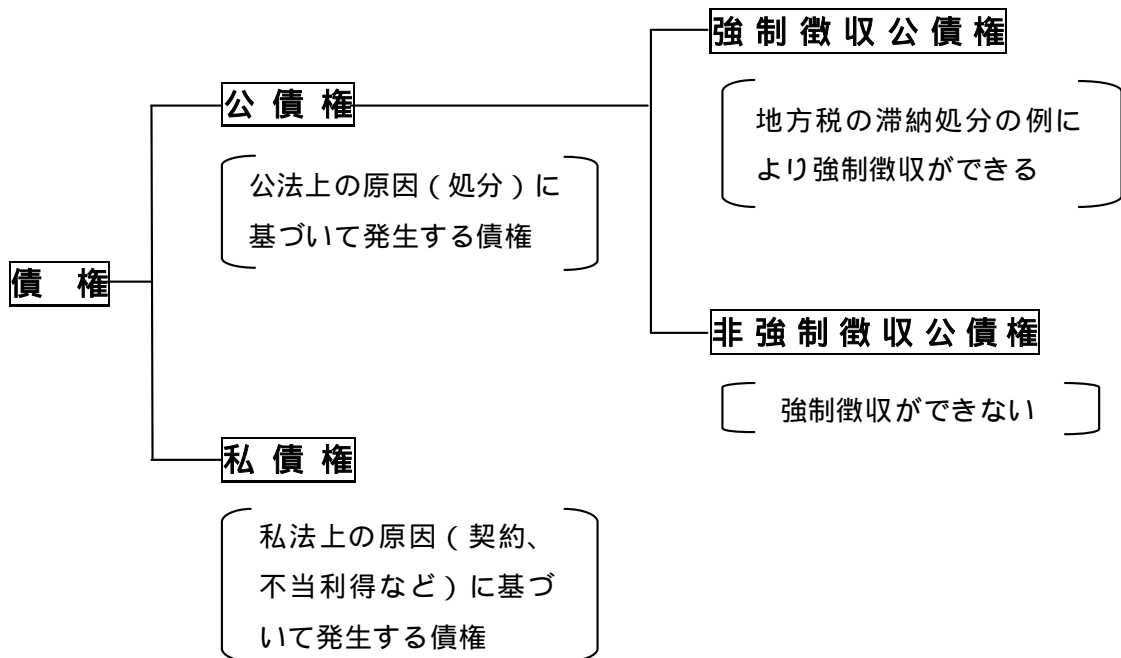 債 権
公 債 権
公法上の原因（処分）に
基づいて発生する債権
強 制 徴 収 公 債 権
地方税の滞納処分の例に
より強制徴収ができる
非 強 制 徴 収 公 債 権
強制徴収ができない
私 債 権
私法上の原因（契約、
不当利得など）に基づ
いて発生する債権